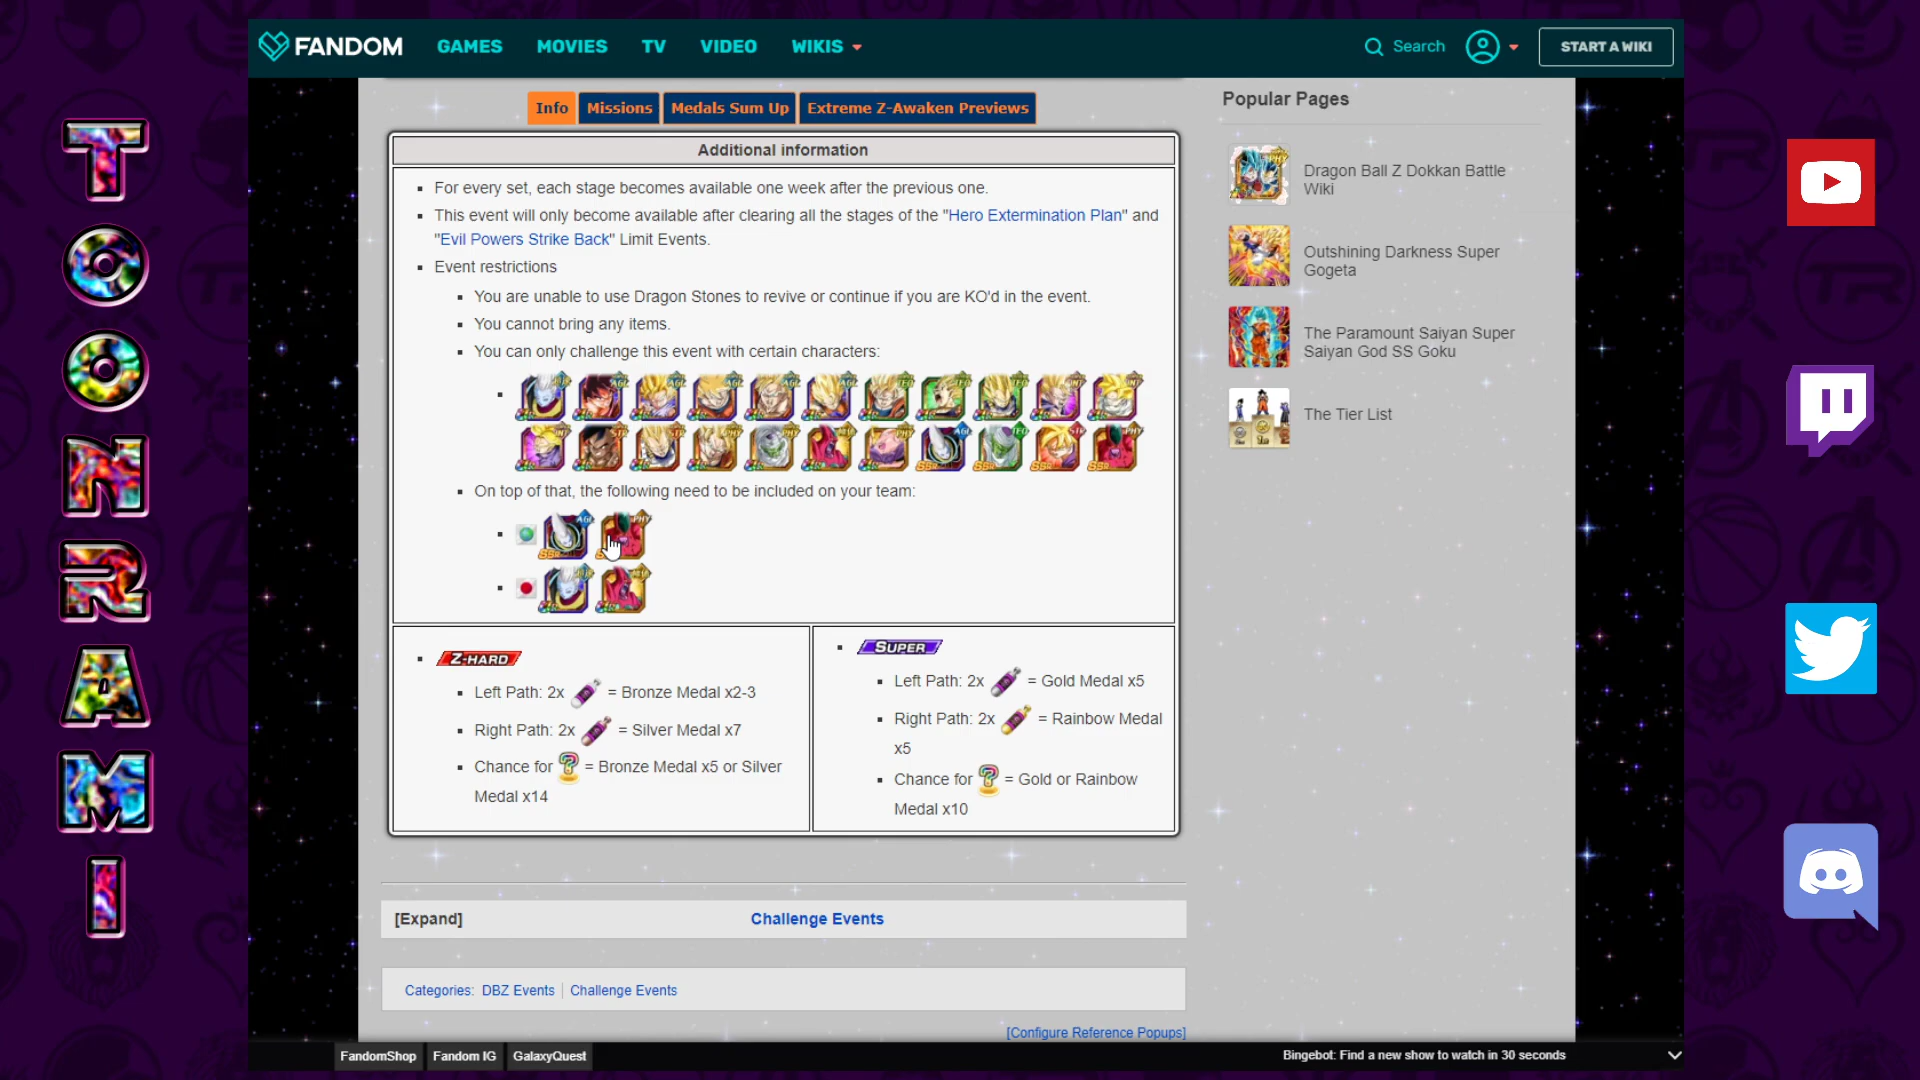 FANDOM GAMES MOVIES TV VIDEO WIKIS Search START A WIKI
TOONRAMI
Info Missions Medals Sum Up Extreme Z-Awaken Previews
Additional information
For every set, each stage becomes available one week after the previous one.
This event will only become available after clearing all the stages of the "Hero Extermination Plan" and
"Evil Powers Strike Back" Limit Events.
Event restrictions
You are unable to use Dragon Stones to revive or continue if you are KO'd in the event.
You cannot bring any items.
You can only challenge this event with certain characters:
On top of that, the following need to be included on your team:
Z-HARD
Left Path: 2x = Bronze Medal x2-3
Right Path: 2x = Silver Medal x7
Chance for = Bronze Medal x5 or Silver
Medal x14
SUPER
Left Path: 2x = Gold Medal x5
Right Path: 2x = Rainbow Medal
x5
Chance for = Gold or Rainbow
Medal x10
[Expand] Challenge Events
Categories: DBZ Events Challenge Events
[Configure Reference Popups]
Popular Pages
Dragon Ball Z Dokkan Battle
Wiki
Outshining Darkness Super
Gogeta
The Paramount Saiyan Super
Saiyan God SS Goku
The Tier List
FandomShop Fandom IG GalaxyQuest Bingebot: Find a new show to watch in 30 seconds